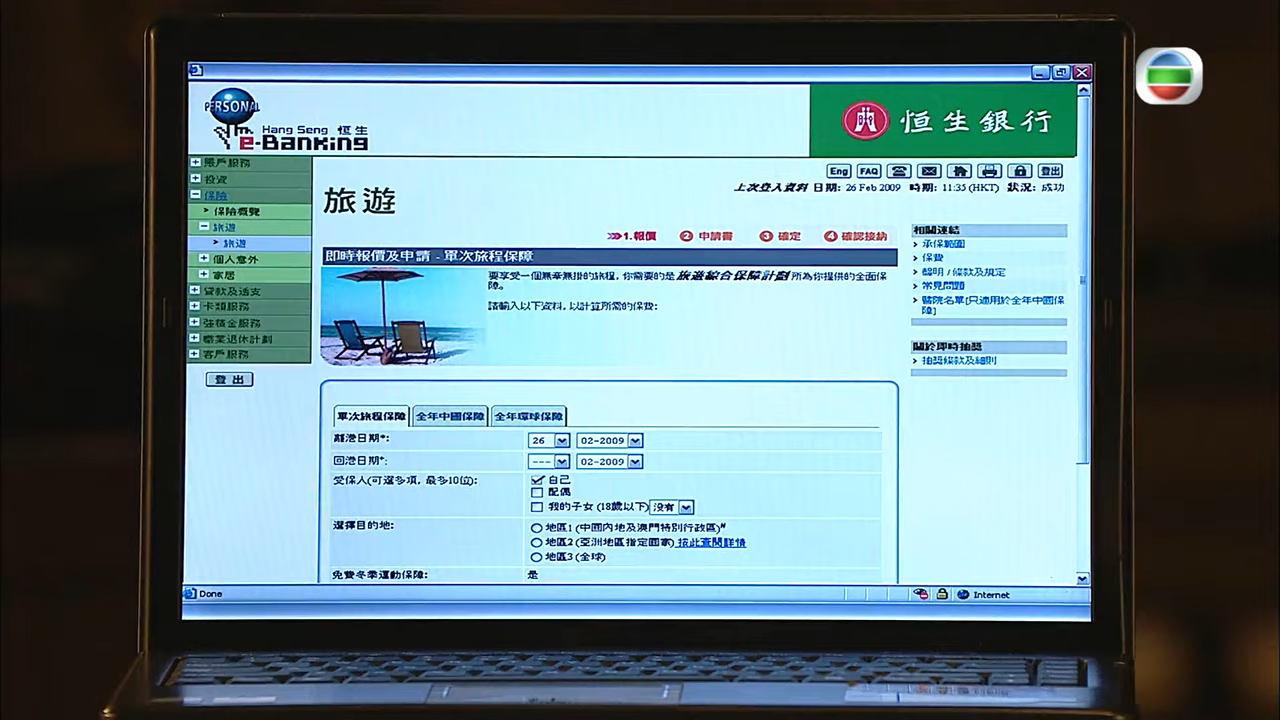 PERSONAL
Hang Seng 恒生
e-Banking
恒生銀行
賬戶服務
投資
保險
保險概覽
旅遊
旅遊
個人意外
家居
貸款及透支
卡類服務
強積金服務
職業退休計劃
客戶服務
登出
Eng FAQ 登出
上次登入資料 日期: 26 Feb 2009 時間: 11:35 (HKT) 狀況: 成功
旅遊
1.報價 2 申請書 3 確定 4 確認接納
即時報價及申請 - 單次旅程保障
要享受一個無牽無掛的旅程, 你需要的是 旅遊綜合保障計劃 所為你提供的全面保
障。
請輸入以下資料, 以計算所需的保費:
單次旅程保障 全年中國保障 全年環球保障
離港日期*: 26 02-2009
回港日期*: --- 02-2009
受保人(可選多項, 最多10位): 自己
配偶
我的子女 (18歲以下) 沒有
選擇目的地: 地區1 (中國內地及澳門特別行政區)#
地區2 (亞洲地區指定國家) 按此查閱詳情
地區3 (全球)
免費冬季運動保障: 是
相關連結
承保範圍
保費
聲明 / 條款及規定
常見問題
醫院名單[只適用於全年中國保
障]
關於即時抽獎
抽獎條款及細則
Done Internet